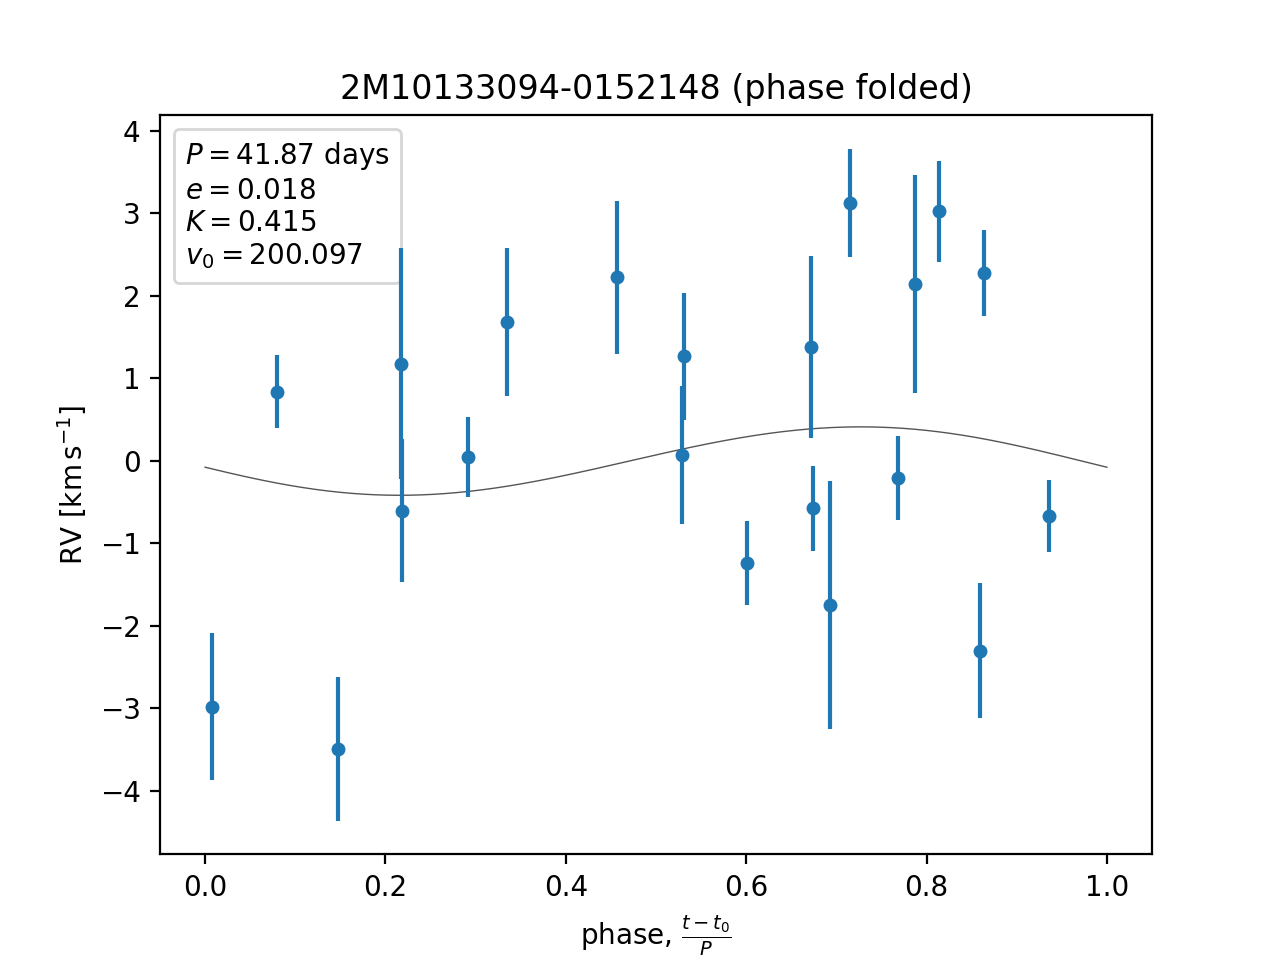 2M10133094-0152148 (phase folded)
P = 41.87 days
e = 0.018
K = 0.415
v₀ = 200.097
4
3
2
1
0
−1
−2
−3
−4
RV [km s⁻¹]
0.0 0.2 0.4 0.6 0.8 1.0
phase, (t − t₀)/P